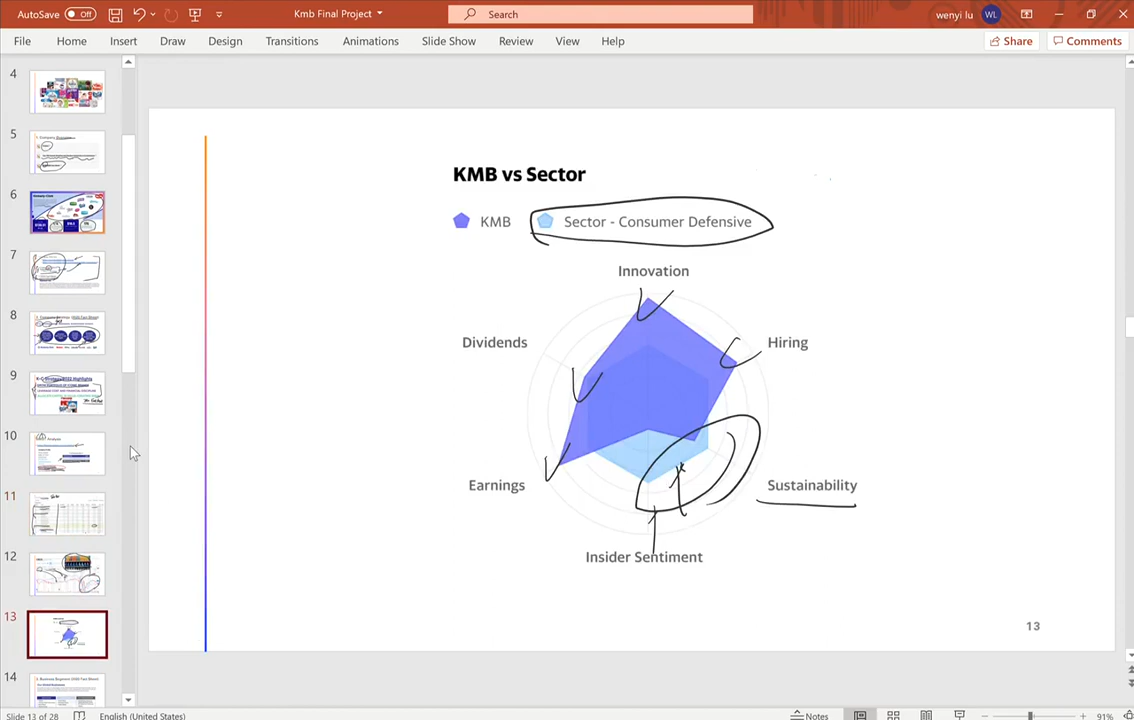 AutoSave Off Kmb Final Project Search wenyi lu WL
File Home Insert Draw Design Transitions Animations Slide Show Review View Help Share Comments
4
5
6
7
8
9
10
11
12
13
14
KMB vs Sector
KMB Sector - Consumer Defensive
Innovation
Dividends Hiring
Earnings Sustainability
Insider Sentiment
13
Slide 13 of 28 English (United States) Notes 91%